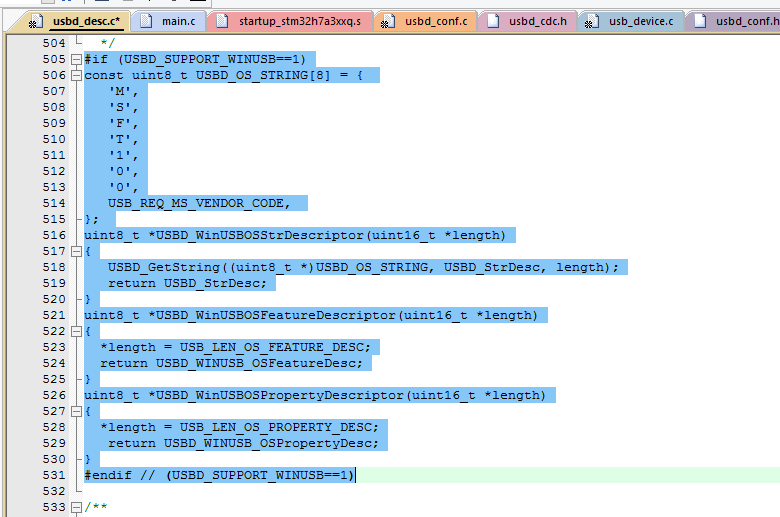 usbd_desc.c* main.c startup_stm32h7a3xxq.s usbd_conf.c usbd_cdc.h usb_device.c usbd_conf.h
504 */
505 #if (USBD_SUPPORT_WINUSB==1)
506 const uint8_t USBD_OS_STRING[8] = {
507 'M',
508 'S',
509 'F',
510 'T',
511 '1',
512 '0',
513 '0',
514 USB_REQ_MS_VENDOR_CODE,
515 };
516 uint8_t *USBD_WinUSBOSStrDescriptor(uint16_t *length)
517 {
518 USBD_GetString((uint8_t *)USBD_OS_STRING, USBD_StrDesc, length);
519 return USBD_StrDesc;
520 }
521 uint8_t *USBD_WinUSBOSFeatureDescriptor(uint16_t *length)
522 {
523 *length = USB_LEN_OS_FEATURE_DESC;
524 return USBD_WINUSB_OSFeatureDesc;
525 }
526 uint8_t *USBD_WinUSBOSPropertyDescriptor(uint16_t *length)
527 {
528 *length = USB_LEN_OS_PROPERTY_DESC;
529 return USBD_WINUSB_OSPropertyDesc;
530 }
531 #endif // (USBD_SUPPORT_WINUSB==1)
532
533 /**